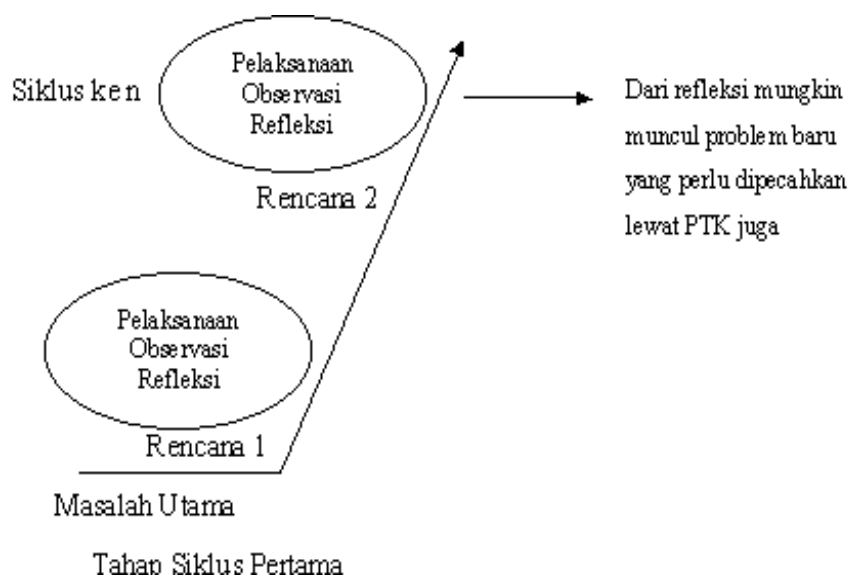 Pelaksanaan
Observasi
Refleksi
Siklus ke n
Rencana 2
Dari refleksi mungkin
muncul problem baru
yang perlu dipecahkan
lewat PTK juga
Pelaksanaan
Observasi
Refleksi
Rencana 1
Masalah Utama
Tahap Siklus Pertama